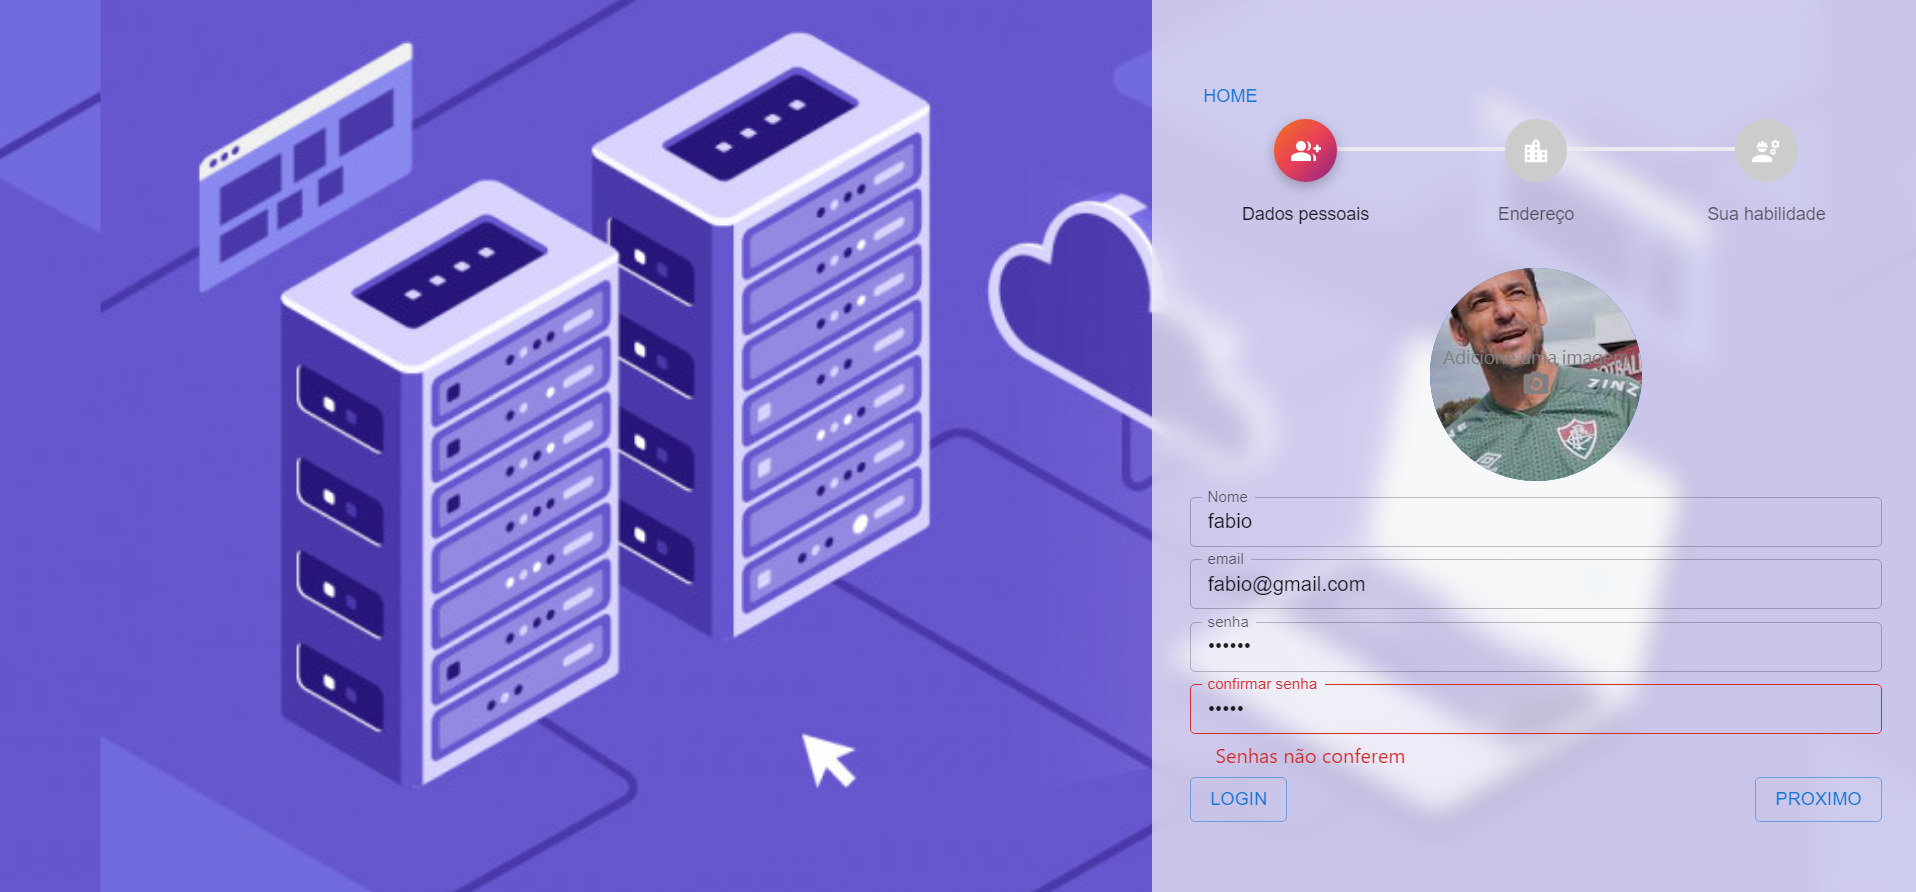 HOME
Dados pessoais
Endereço
Sua habilidade
Adicione uma imagem
ZINZ
Nome
fabio
email
fabio@gmail.com
senha
••••••
confirmar senha
•••••
Senhas não conferem
LOGIN
PROXIMO